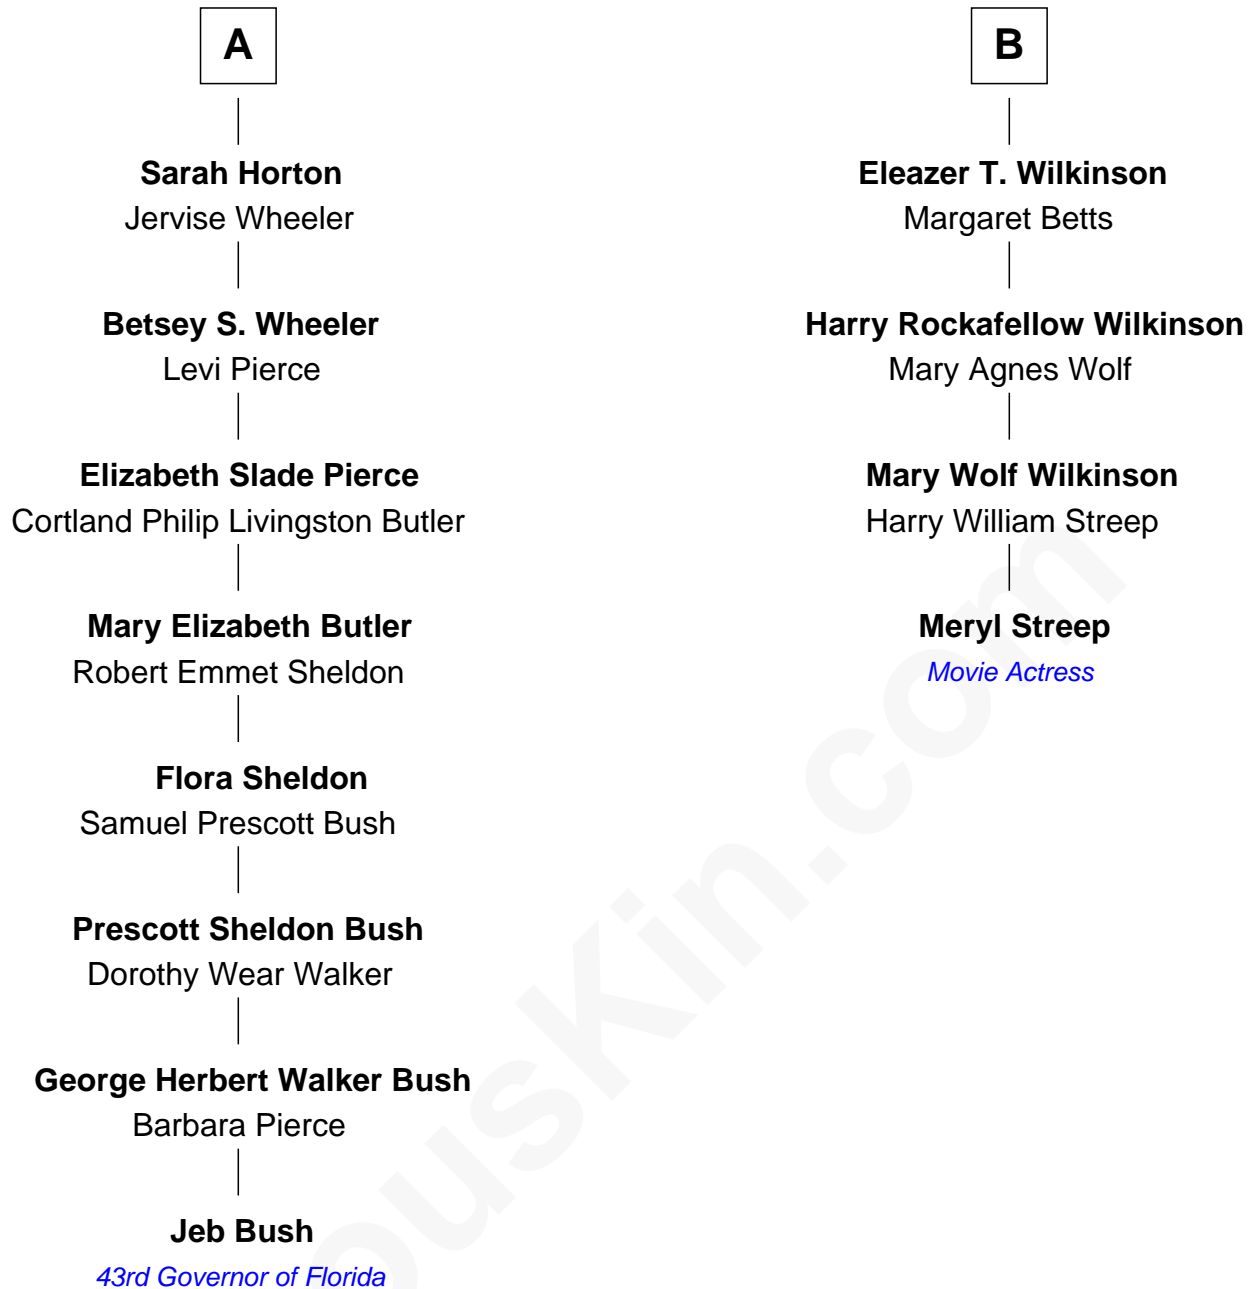 A
Sarah Horton
Jervise Wheeler
Betsey S. Wheeler
Levi Pierce
Elizabeth Slade Pierce
Cortland Philip Livingston Butler
Mary Elizabeth Butler
Robert Emmet Sheldon
Flora Sheldon
Samuel Prescott Bush
Prescott Sheldon Bush
Dorothy Wear Walker
George Herbert Walker Bush
Barbara Pierce
Jeb Bush
43rd Governor of Florida
B
Eleazer T. Wilkinson
Margaret Betts
Harry Rockafellow Wilkinson
Mary Agnes Wolf
Mary Wolf Wilkinson
Harry William Streep
Meryl Streep
Movie Actress
ousKin.com